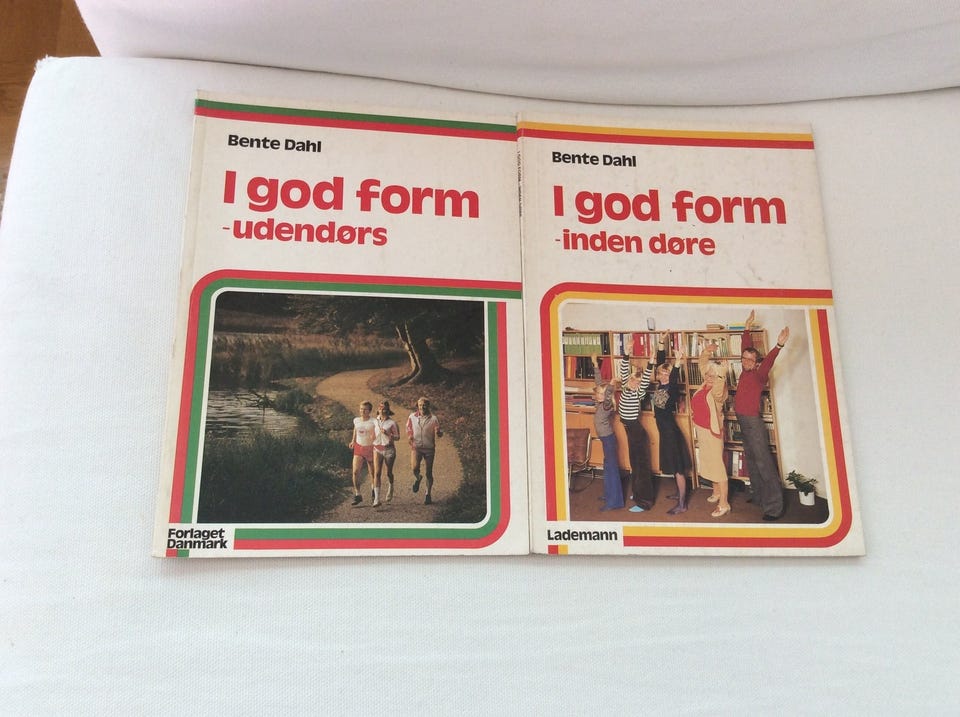 Bente Dahl
I god form
-udendørs
Forlaget
Danmark
Bente Dahl
I god form
-inden døre
Lademann